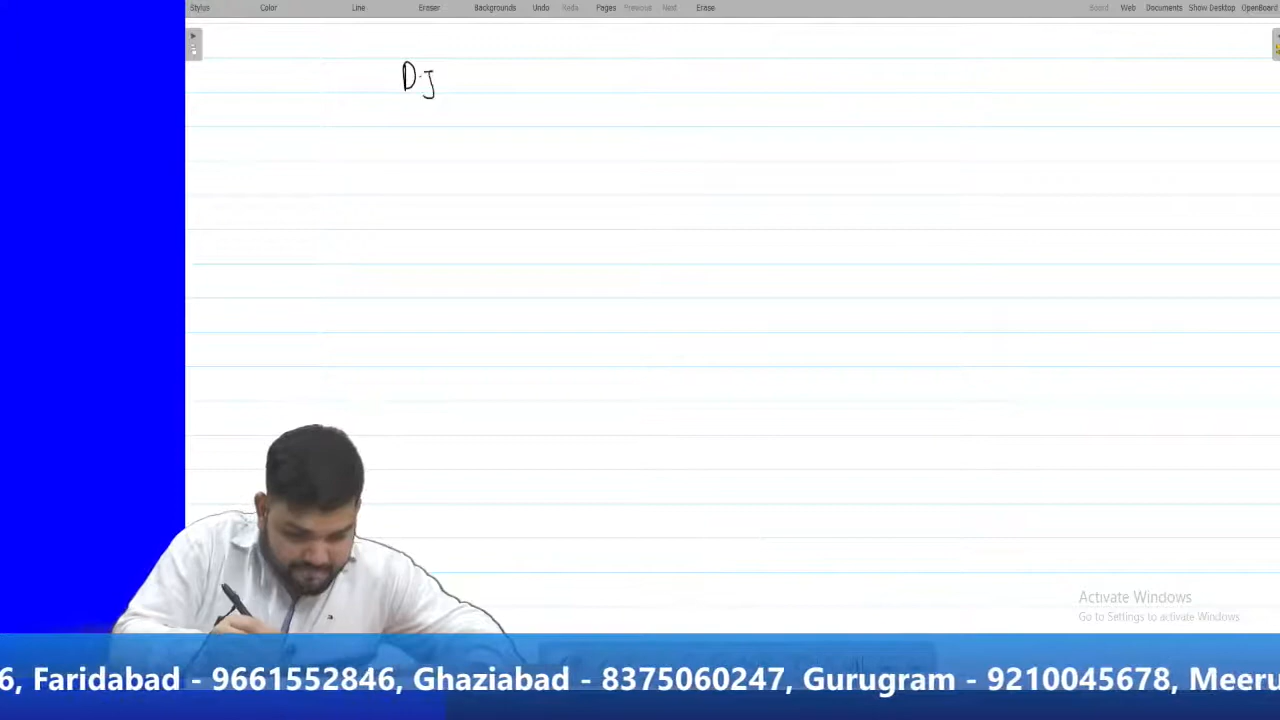 Stylus Color Line Eraser Backgrounds Undo Redo Pages Previous Next Erase Board Web Documents Show Desktop OpenBoard
D.J
Activate Windows
Go to Settings to activate Windows
6, Faridabad - 9661552846, Ghaziabad - 8375060247, Gurugram - 9210045678, Meeru